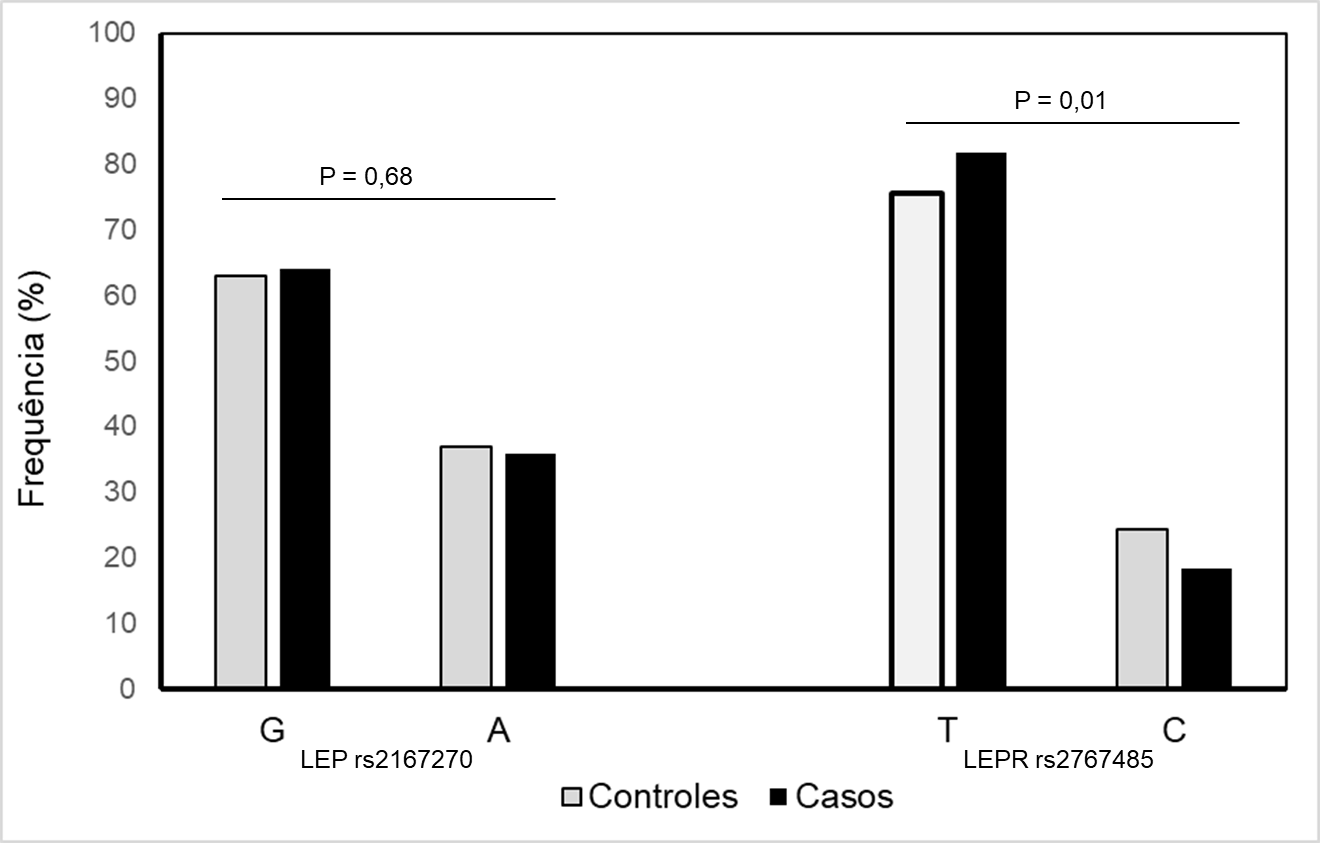 100
90
80
70
60
50
40
30
20
10
0
Frequência (%)
P = 0,68
P = 0,01
G A T C
LEP rs2167270 LEPR rs2767485
Controles Casos